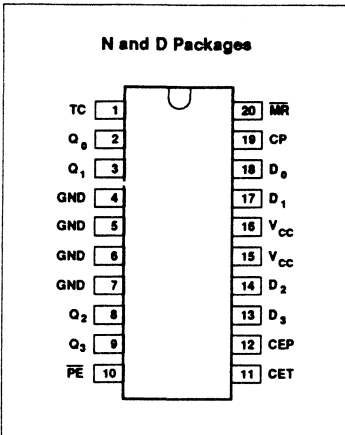 N and D Packages
TC 1 20 M̅R̅
Q0 2 19 CP
Q1 3 18 D0
GND 4 17 D1
GND 5 16 VCC
GND 6 15 VCC
GND 7 14 D2
Q2 8 13 D3
Q3 9 12 CEP
P̅E̅ 10 11 CET